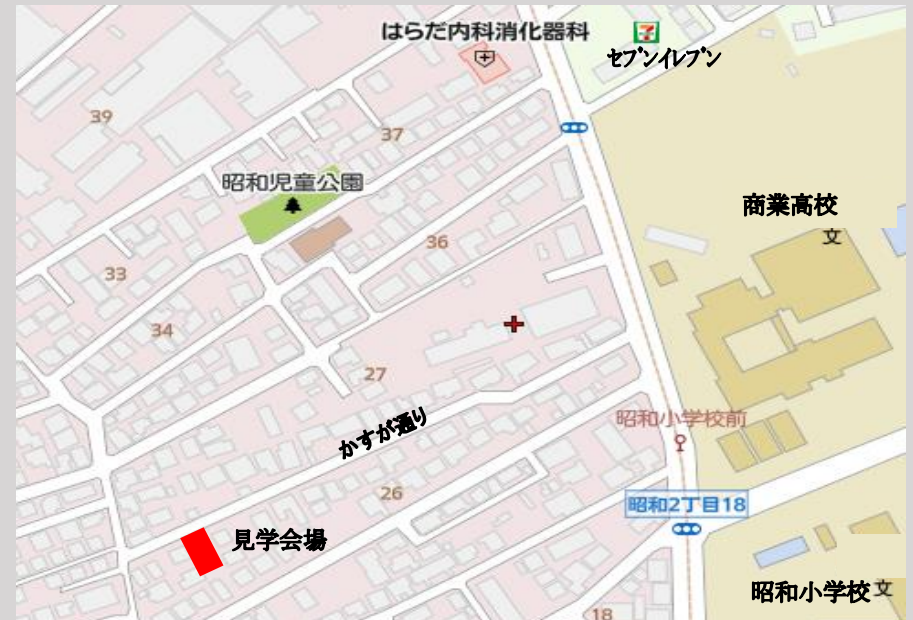 はらだ内科消化器科
セブンイレブン
39
37
昭和児童公園
商業高校
文
36
33
34
27
昭和小学校前
かすが通り
26
昭和2丁目18
見学会場
昭和小学校 文
18